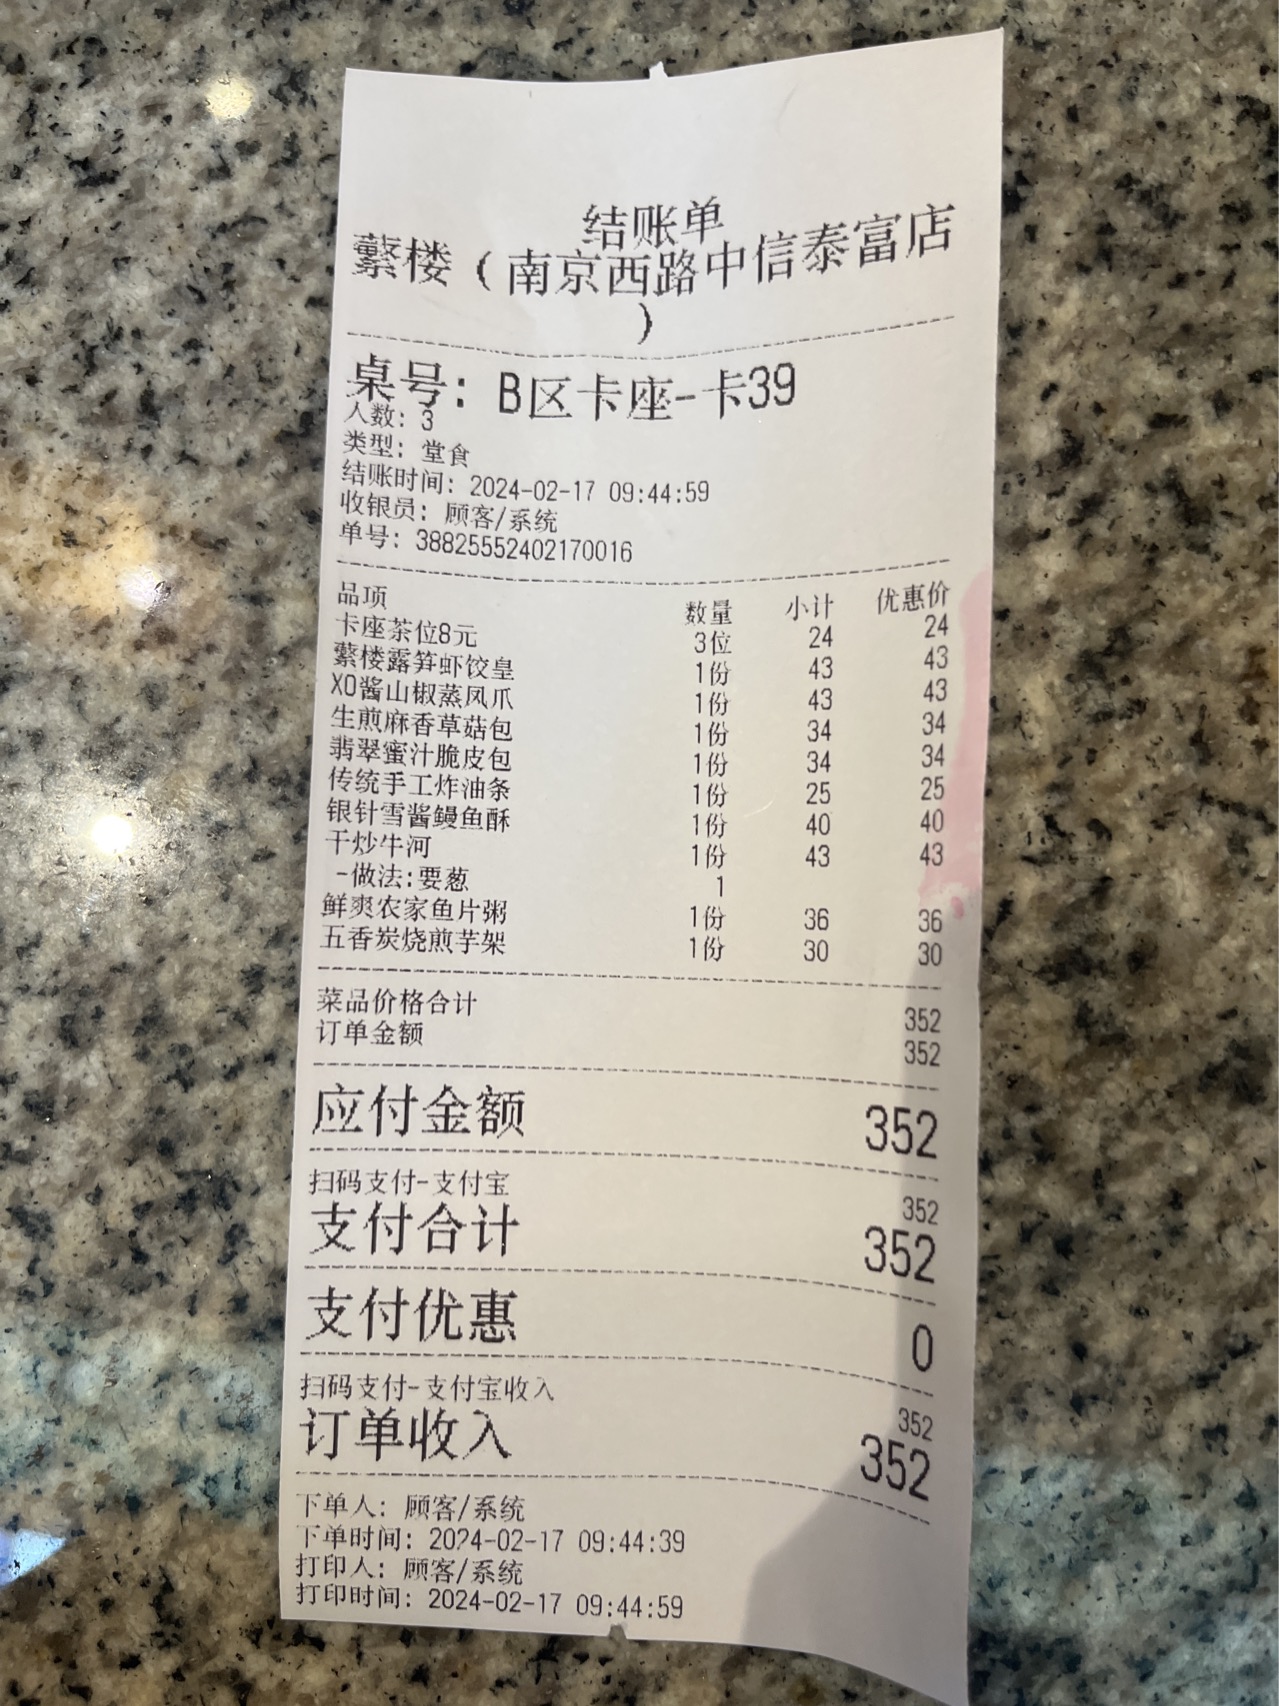 结账单
蘩楼（南京西路中信泰富店
）
桌号：B区卡座-卡39
人数：3
类型：堂食
结账时间：2024-02-17 09:44:59
收银员：顾客/系统
单号：38825552402170016
品项 数量 小计 优惠价
卡座茶位8元 3位 24 24
蘩楼露笋虾饺皇 1份 43 43
XO酱山椒蒸凤爪 1份 43 43
生煎麻香草菇包 1份 34 34
翡翠蜜汁脆皮包 1份 34 34
传统手工炸油条 1份 25 25
银针雪酱鳗鱼酥 1份 40 40
干炒牛河 1份 43 43
-做法:要葱 1
鲜爽农家鱼片粥 1份 36 36
五香炭烧煎芋架 1份 30 30
菜品价格合计 352
订单金额 352
应付金额 352
扫码支付-支付宝 352
支付合计 352
支付优惠 0
扫码支付-支付宝收入 352
订单收入 352
下单人：顾客/系统
下单时间：2024-02-17 09:44:39
打印人：顾客/系统
打印时间：2024-02-17 09:44:59